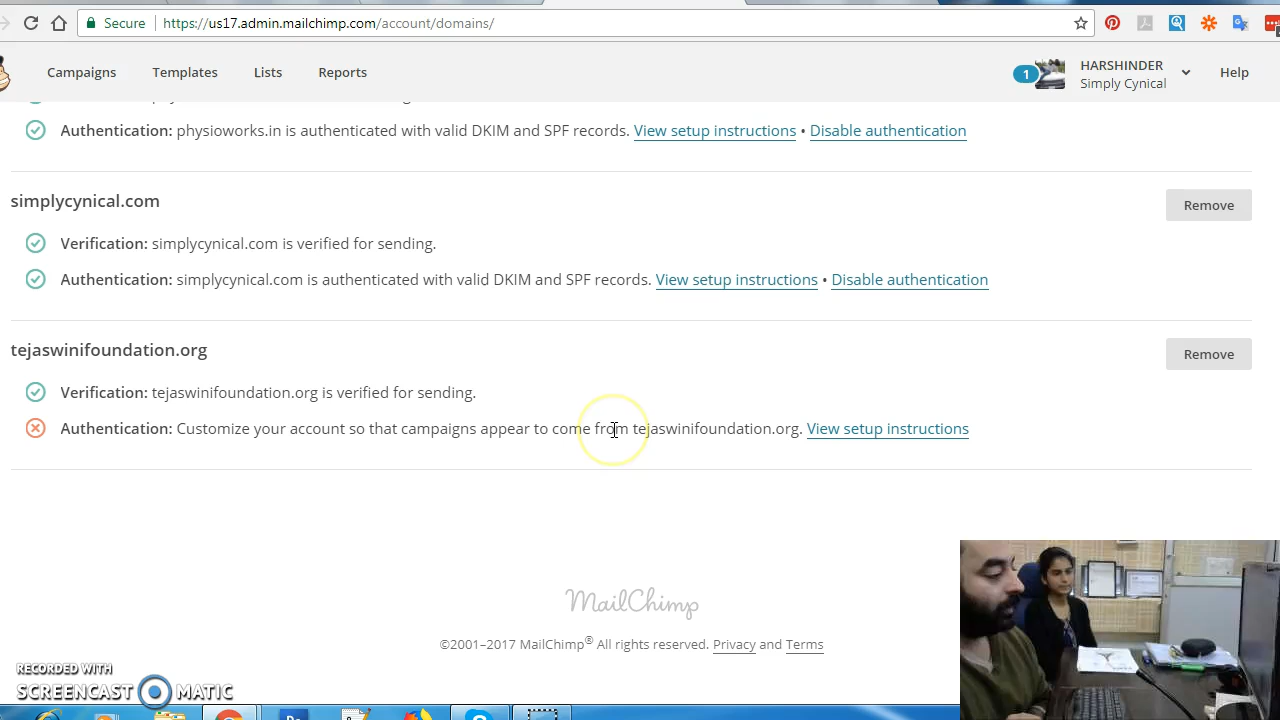 Secure https://us17.admin.mailchimp.com/account/domains/
Campaigns Templates Lists Reports 1 HARSHINDER Help
Simply Cynical
Authentication: physioworks.in is authenticated with valid DKIM and SPF records. View setup instructions • Disable authentication
simplycynical.com Remove
Verification: simplycynical.com is verified for sending.
Authentication: simplycynical.com is authenticated with valid DKIM and SPF records. View setup instructions • Disable authentication
tejaswinifoundation.org Remove
Verification: tejaswinifoundation.org is verified for sending.
Authentication: Customize your account so that campaigns appear to come from tejaswinifoundation.org. View setup instructions
MailChimp
©2001–2017 MailChimp® All rights reserved. Privacy and Terms
RECORDED WITH
SCREENCAST MATIC